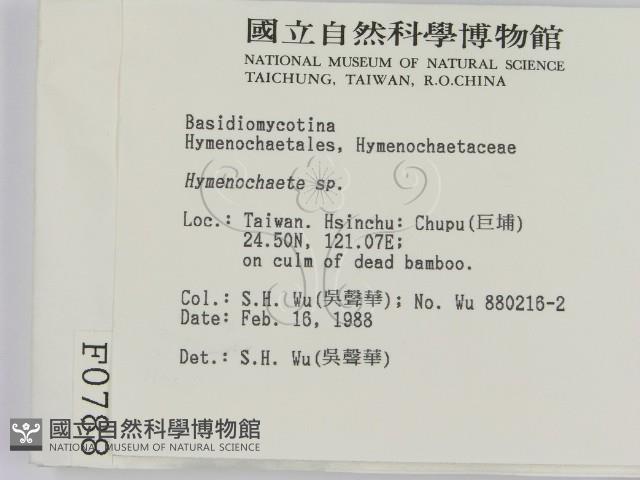 國立自然科學博物館
NATIONAL MUSEUM OF NATURAL SCIENCE
TAICHUNG, TAIWAN, R.O.CHINA
Basidiomycotina
Hymenochaetales, Hymenochaetaceae
Hymenochaete sp.
Loc.: Taiwan. Hsinchu: Chupu(巨埔)
24.50N, 121.07E;
on culm of dead bamboo.
Col.: S.H. Wu(吳聲華); No. Wu 880216-2
Date: Feb. 16, 1988
Det.: S.H. Wu(吳聲華)
F0788
國立自然科學博物館
NATIONAL MUSEUM OF NATURAL SCIENCE